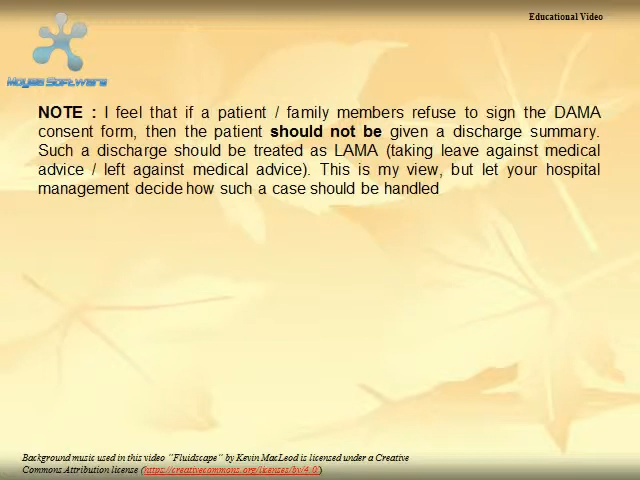 Educational Video
Moyea Software
NOTE : I feel that if a patient / family members refuse to sign the DAMA
consent form, then the patient should not be given a discharge summary.
Such a discharge should be treated as LAMA (taking leave against medical
advice / left against medical advice). This is my view, but let your hospital
management decide how such a case should be handled
Background music used in this video "Fluidscape" by Kevin MacLeod is licensed under a Creative
Commons Attribution license (https://creativecommons.org/licenses/by/4.0/)